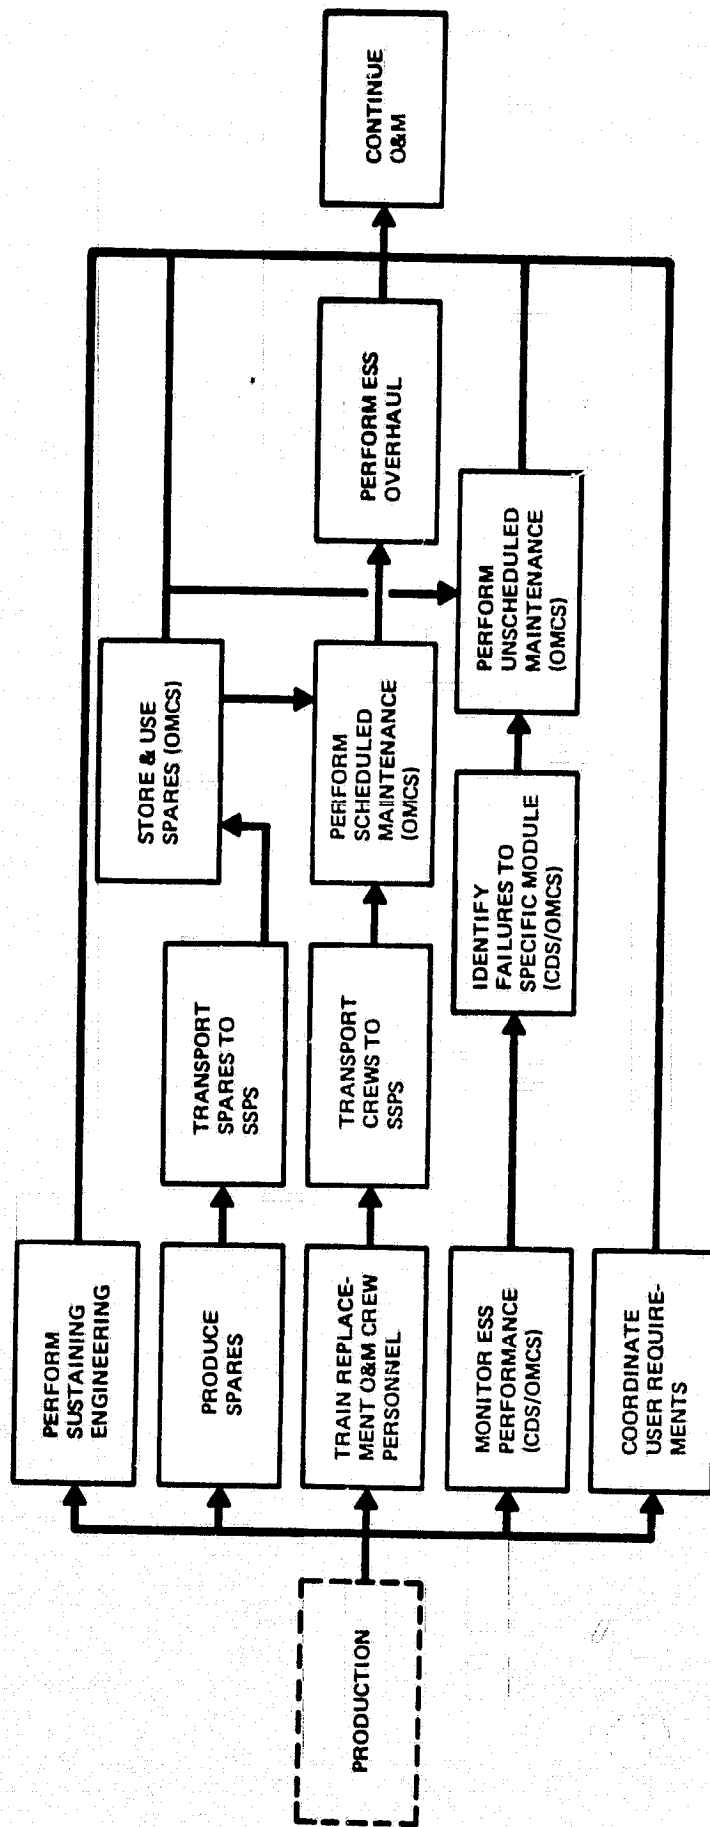 PRODUCTION
PERFORM
SUSTAINING
ENGINEERING
PRODUCE
SPARES
TRAIN REPLACE-
MENT O&M CREW
PERSONNEL
MONITOR ESS
PERFORMANCE
(CDS/OMCS)
COORDINATE
USER REQUIRE-
MENTS
TRANSPORT
SPARES TO
SSPS
TRANSPORT
CREWS TO
SSPS
IDENTIFY
FAILURES TO
SPECIFIC MODULE
(CDS/OMCS)
STORE & USE
SPARES (OMCS)
PERFORM
SCHEDULED
MAINTENANCE
(OMCS)
PERFORM
UNSCHEDULED
MAINTENANCE
(OMCS)
PERFORM ESS
OVERHAUL
CONTINUE
O&M